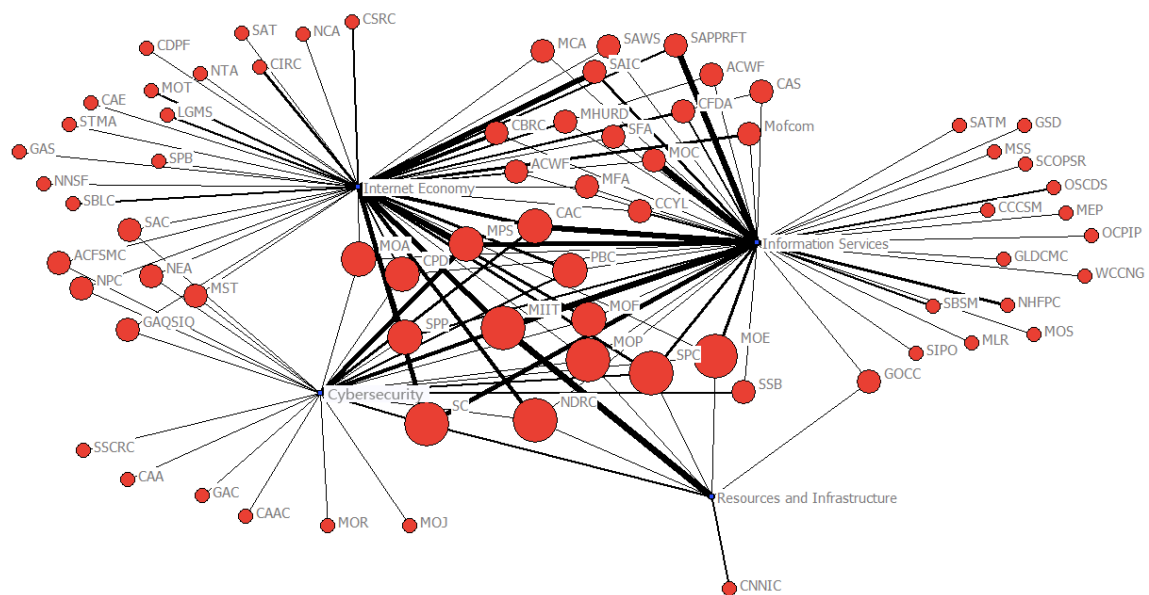 CSRC
SAT
NCA
CDPF
CIRC
NTA
MOT
CAE
LGMS
STMA
GAS
SPB
NNSF
SBLC
SAC
ACFSMC
NEA
NPC
MST
GAQSIQ
MCA
SAWS
SAPPRFT
SAIC
ACWF
CAS
CFDA
MHURD
CBRC
SFA
Mofcom
MOC
ACWF
MFA
CCYL
Internet Economy
CAC
MPS
MOA
CPD
PBC
Information Services
SATM
GSD
MSS
SCOPSR
OSCDS
CCCSM
MEP
OCPIP
GLDCMC
WCCNG
SBSM
NHFPC
MOS
MLR
SIPO
GOCC
MIIT
MOF
SPP
MOP
SPC
MOE
SSB
Cybersecurity
SC
NDRC
SSCRC
CAA
GAC
CAAC
MOR
MOJ
Resources and Infrastructure
CNNIC